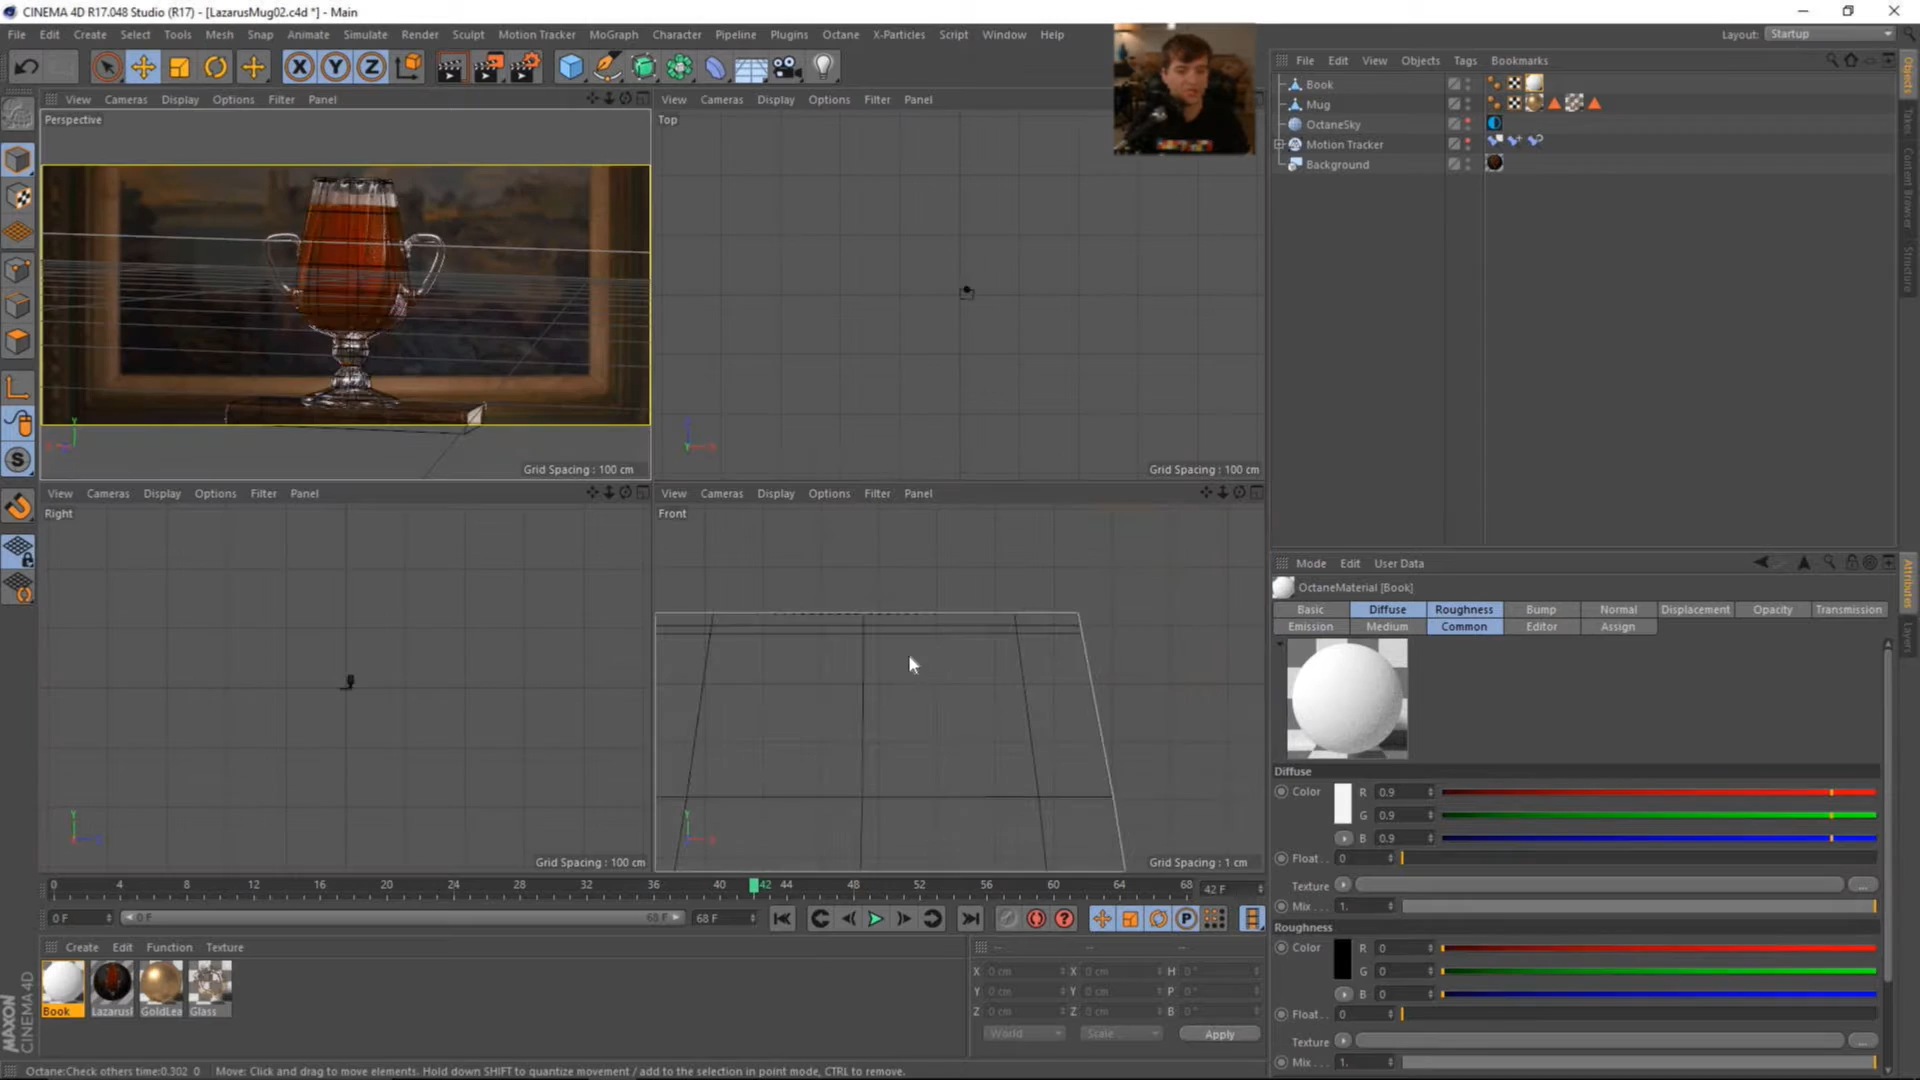 CINEMA 4D R17.048 Studio (R17) - [LazarusMug02.c4d *] - Main
File Edit Create Select Tools Mesh Snap Animate Simulate Render Sculpt Motion Tracker MoGraph Character Pipeline Plugins Octane X-Particles Script Window Help
Layout: Startup
X Y Z
File Edit View Objects Tags Bookmarks
View Cameras Display Options Filter Panel
View Cameras Display Options Filter Panel
Perspective
Top
Book
Mug
OctaneSky
Motion Tracker
Background
Objects
Takes
Content Browser
Structure
Grid Spacing : 100 cm
Grid Spacing : 100 cm
View Cameras Display Options Filter Panel
View Cameras Display Options Filter Panel
Right
Front
Grid Spacing : 100 cm
Grid Spacing : 1 cm
Mode Edit User Data
Attributes
Layers
OctaneMaterial [Book]
Basic Diffuse Roughness Bump Normal Displacement Opacity Transmission
Emission Medium Common Editor Assign
Diffuse
Color R 0.9
G 0.9
B 0.9
Float . . 0
Texture ...
Mix . . 1.
Roughness
Color R 0
G 0
B 0
Float . . 0
Texture ...
Mix . . 1.
0 4 8 12 16 20 24 28 32 36 40 42 44 48 52 56 60 64 68 42 F
0 F 0 F 68 F 68 F
Create Edit Function Texture
Book LazarusF GoldLea Glass
X 0 cm X 0 cm H 0 °
Y 0 cm Y 0 cm P 0 °
Z 0 cm Z 0 cm B 0 °
World Scale Apply
MAXON CINEMA 4D
Octane:Check others time:0.302 0 Move: Click and drag to move elements. Hold down SHIFT to quantize movement / add to the selection in point mode, CTRL to remove.